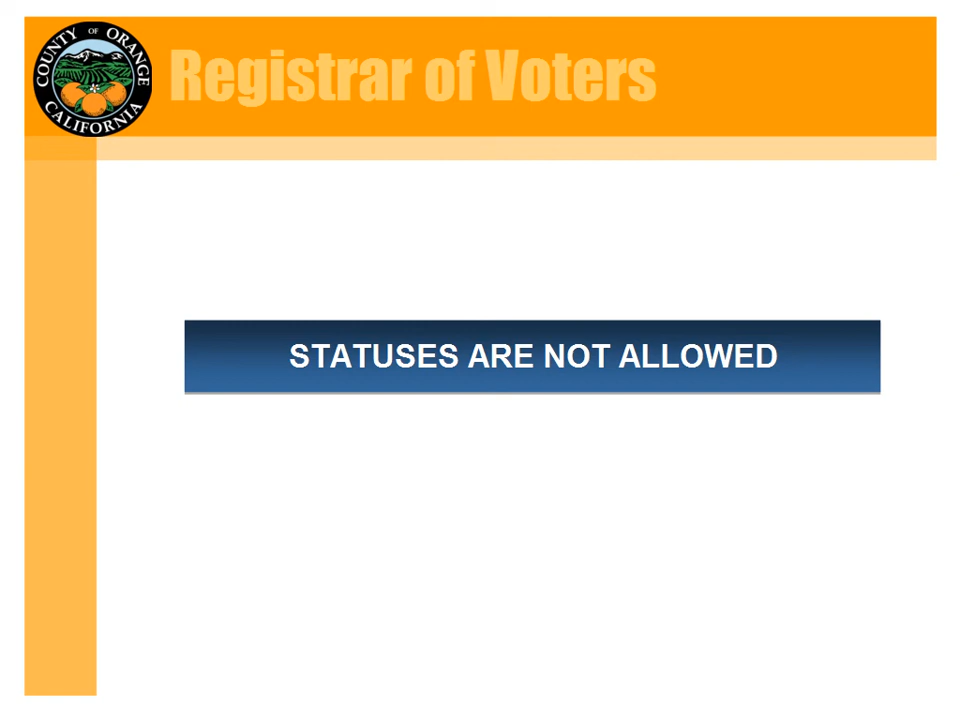 COUNTY OF ORANGE
CALIFORNIA
Registrar of Voters
STATUSES ARE NOT ALLOWED